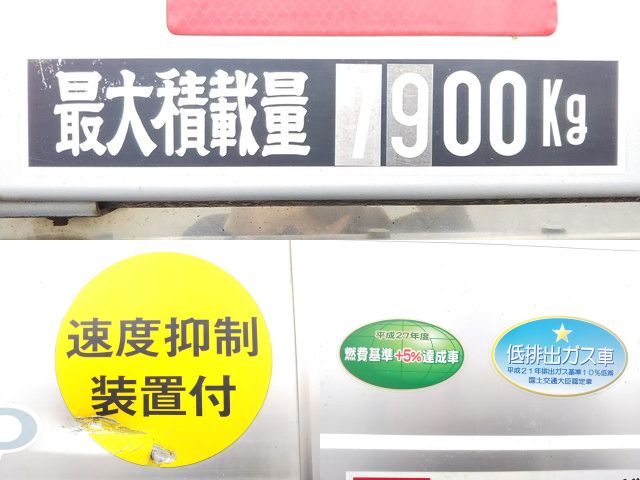 最大積載量 7900Kg
速度抑制
装置付
平成27年度
燃費基準+5%達成車
低排出ガス車
平成21年排出ガス基準10%低減
国土交通大臣認定車
P